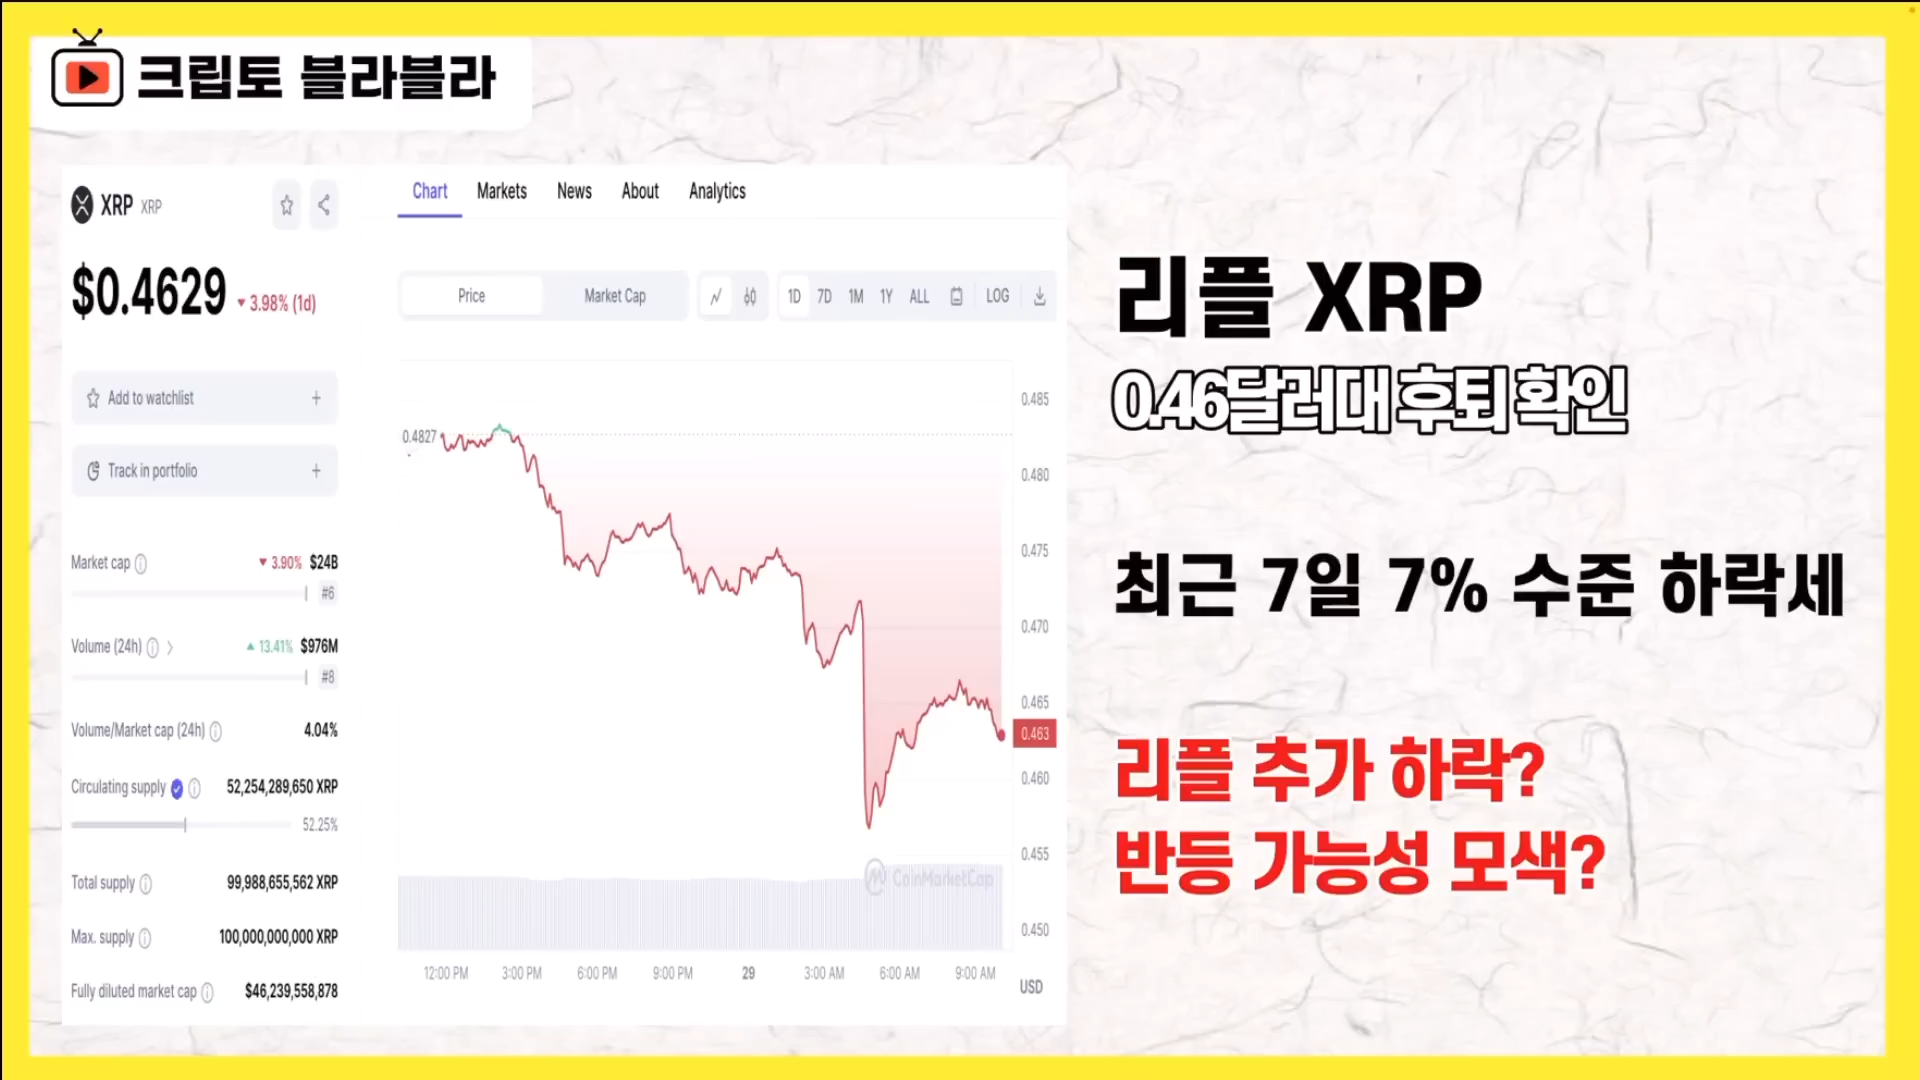 크립토 블라블라
XRP XRP
$0.4629 3.98% (1d)
Add to watchlist +
Track in portfolio +
Market cap 3.90% $24B
#6
Volume (24h) 13.41% $976M
#8
Volume/Market cap (24h) 4.04%
Circulating supply 52,254,289,650 XRP
52.25%
Total supply 99,988,655,562 XRP
Max. supply 100,000,000,000 XRP
Fully diluted market cap $46,239,558,878
Chart Markets News About Analytics
Price Market Cap 1D 7D 1M 1Y ALL LOG
0.485
0.4827
0.480
0.475
0.470
0.465
0.463
0.460
0.455
CoinMarketCap
0.450
12:00 PM 3:00 PM 6:00 PM 9:00 PM 29 3:00 AM 6:00 AM 9:00 AM
USD
리플 XRP
0.46달러대 후퇴 확인
최근 7일 7% 수준 하락세
리플 추가 하락?
반등 가능성 모색?